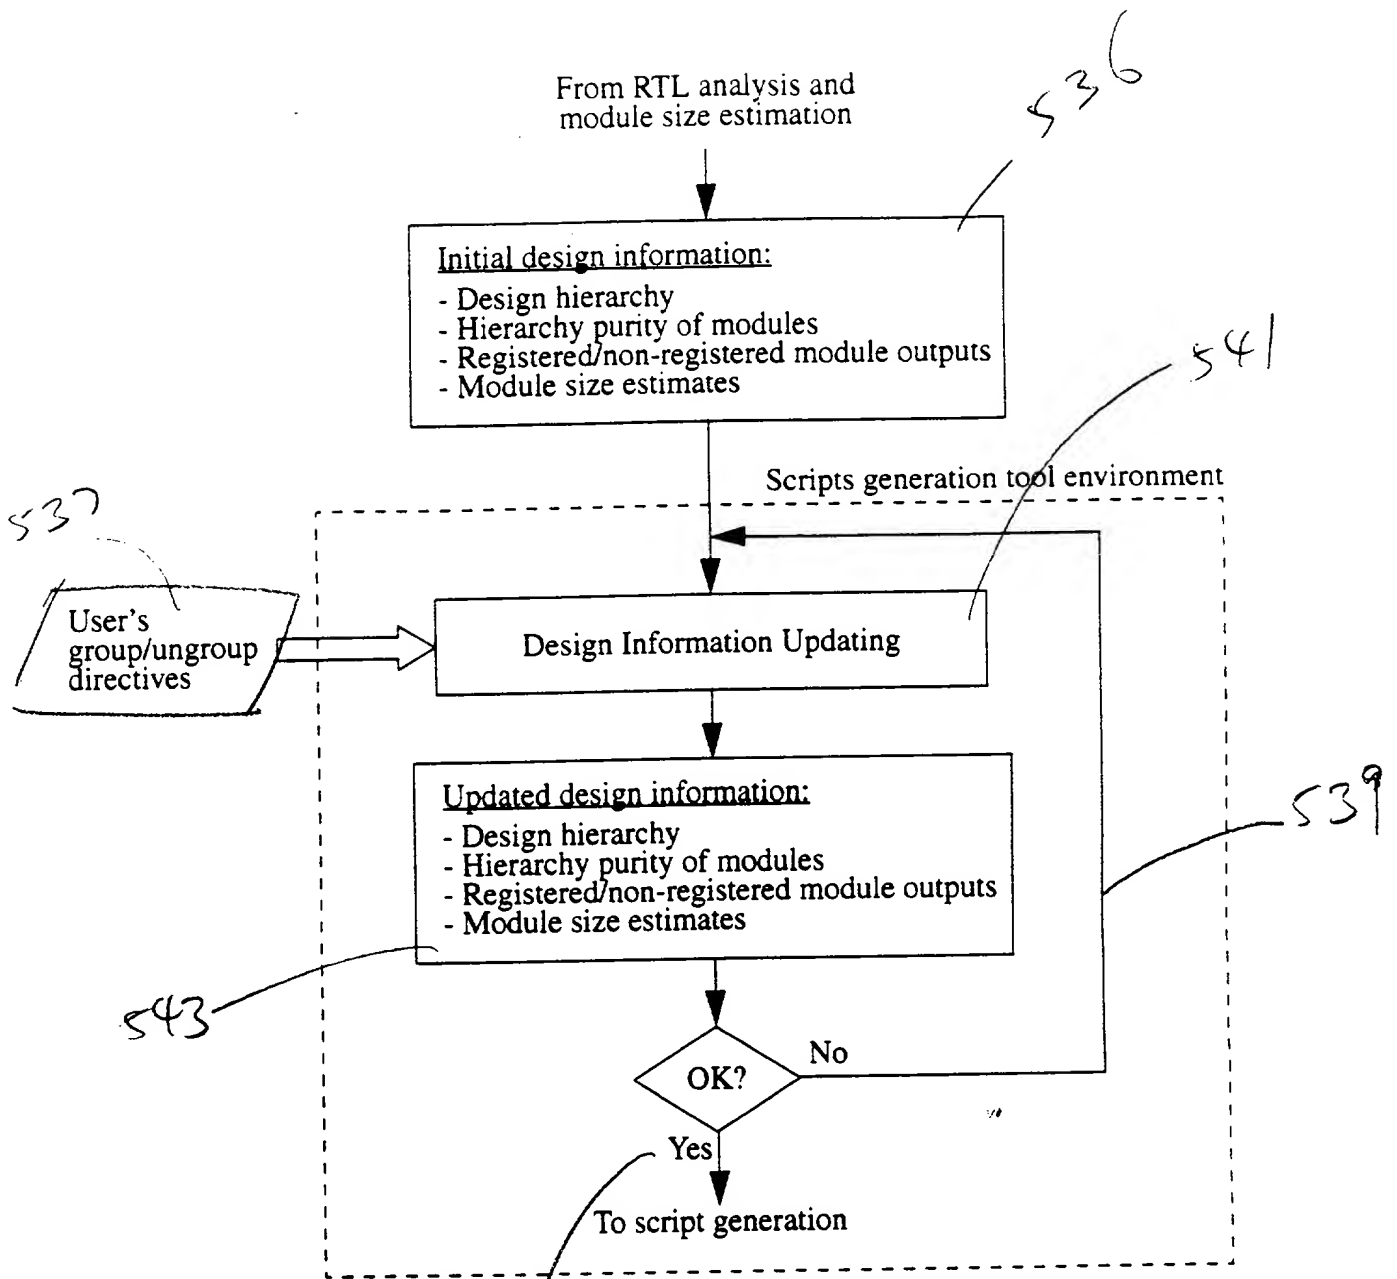 From RTL analysis and
module size estimation
536
Initial design information:
- Design hierarchy
- Hierarchy purity of modules
- Registered/non-registered module outputs
- Module size estimates
541
Scripts generation tool environment
537
User's
group/ungroup
directives
Design Information Updating
Updated design information:
- Design hierarchy
- Hierarchy purity of modules
- Registered/non-registered module outputs
- Module size estimates
539
543
OK?
No
Yes
To script generation